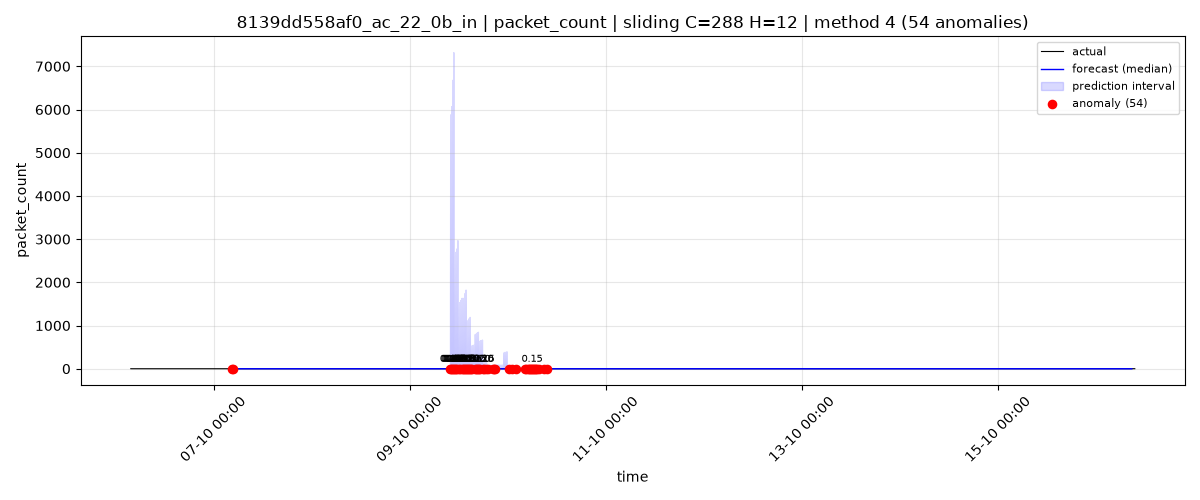 8139dd558af0_ac_22_0b_in | packet_count | sliding C=288 H=12 | method 4 (54 anomalies)
actual
forecast (median)
prediction interval
anomaly (54)
packet_count
7000
6000
5000
4000
3000
2000
1000
0
0.15
07-10 00:00
09-10 00:00
11-10 00:00
13-10 00:00
15-10 00:00
time